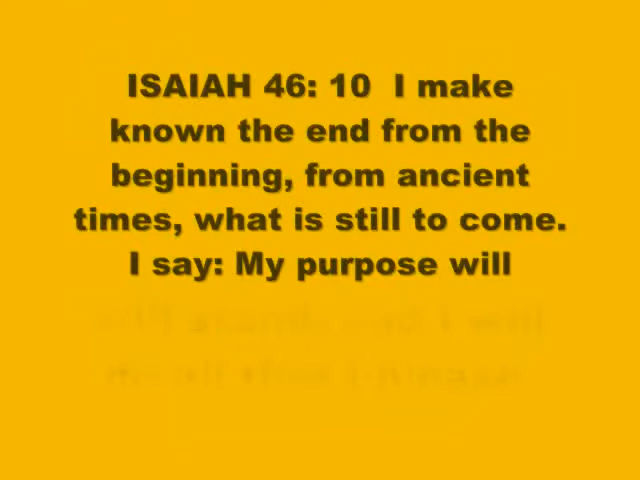 ISAIAH 46: 10  I make
known the end from the
beginning, from ancient
times, what is still to come.
I say: My purpose will